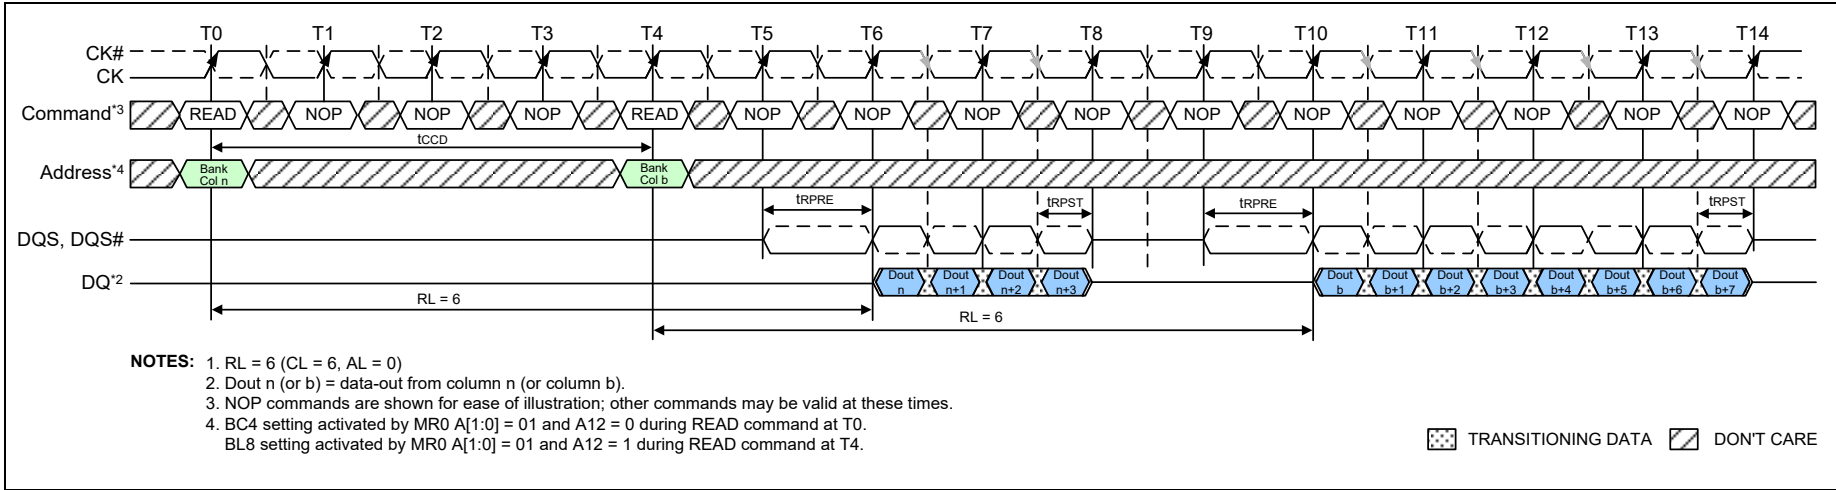 T0 T1 T2 T3 T4 T5 T6 T7 T8 T9 T10 T11 T12 T13 T14
CK#
CK
Command*3 READ NOP NOP NOP READ NOP NOP NOP NOP NOP NOP NOP NOP NOP NOP
tCCD
Address*4 Bank Col n Bank Col b
tRPRE tRPST tRPRE tRPST
DQS, DQS#
DQ*2 Dout n Dout n+1 Dout n+2 Dout n+3 Dout b Dout b+1 Dout b+2 Dout b+3 Dout b+4 Dout b+5 Dout b+6 Dout b+7
RL = 6
RL = 6
NOTES: 1. RL = 6 (CL = 6, AL = 0)
2. Dout n (or b) = data-out from column n (or column b).
3. NOP commands are shown for ease of illustration; other commands may be valid at these times.
4. BC4 setting activated by MR0 A[1:0] = 01 and A12 = 0 during READ command at T0.
BL8 setting activated by MR0 A[1:0] = 01 and A12 = 1 during READ command at T4.
TRANSITIONING DATA DON'T CARE